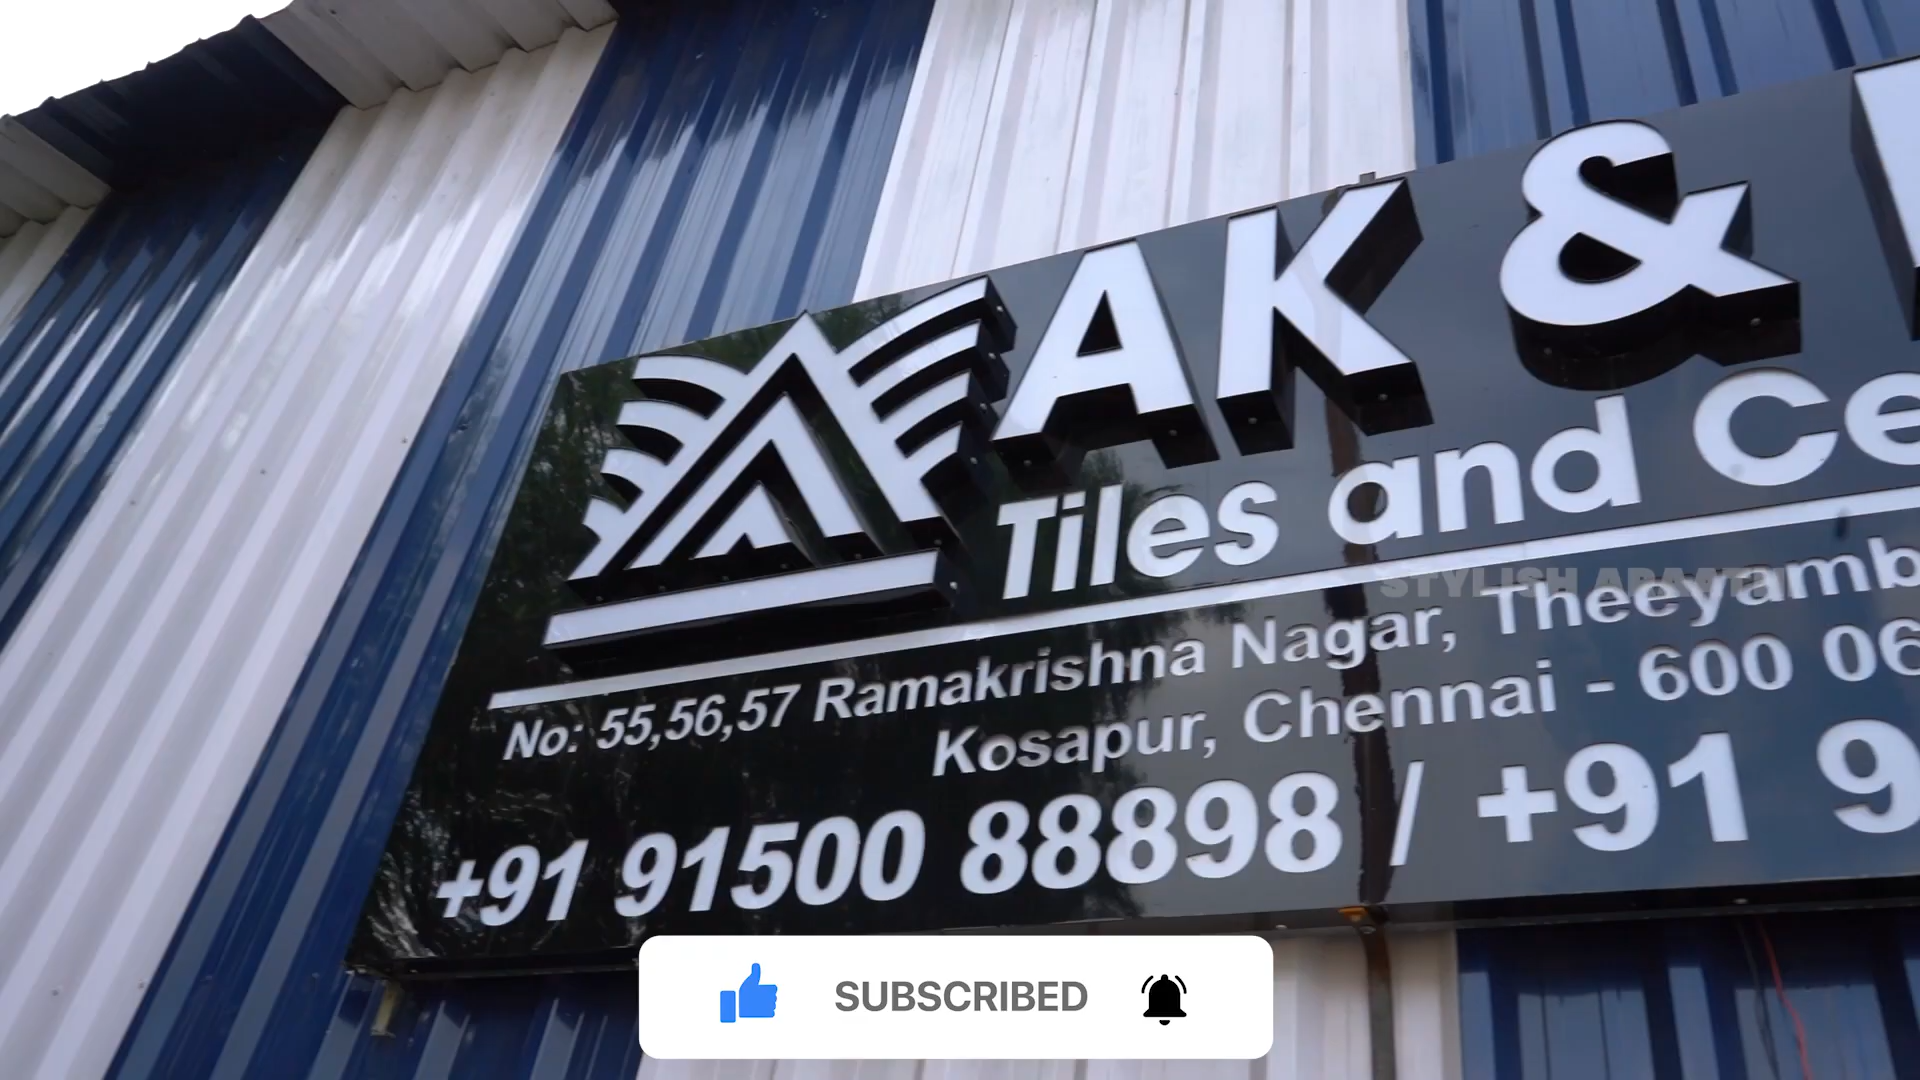 AK &
Tiles and Ce
No: 55,56,57 Ramakrishna Nagar, Theeyamb
Kosapur, Chennai - 600 06
+91 91500 88898 / +91 9
SUBSCRIBED